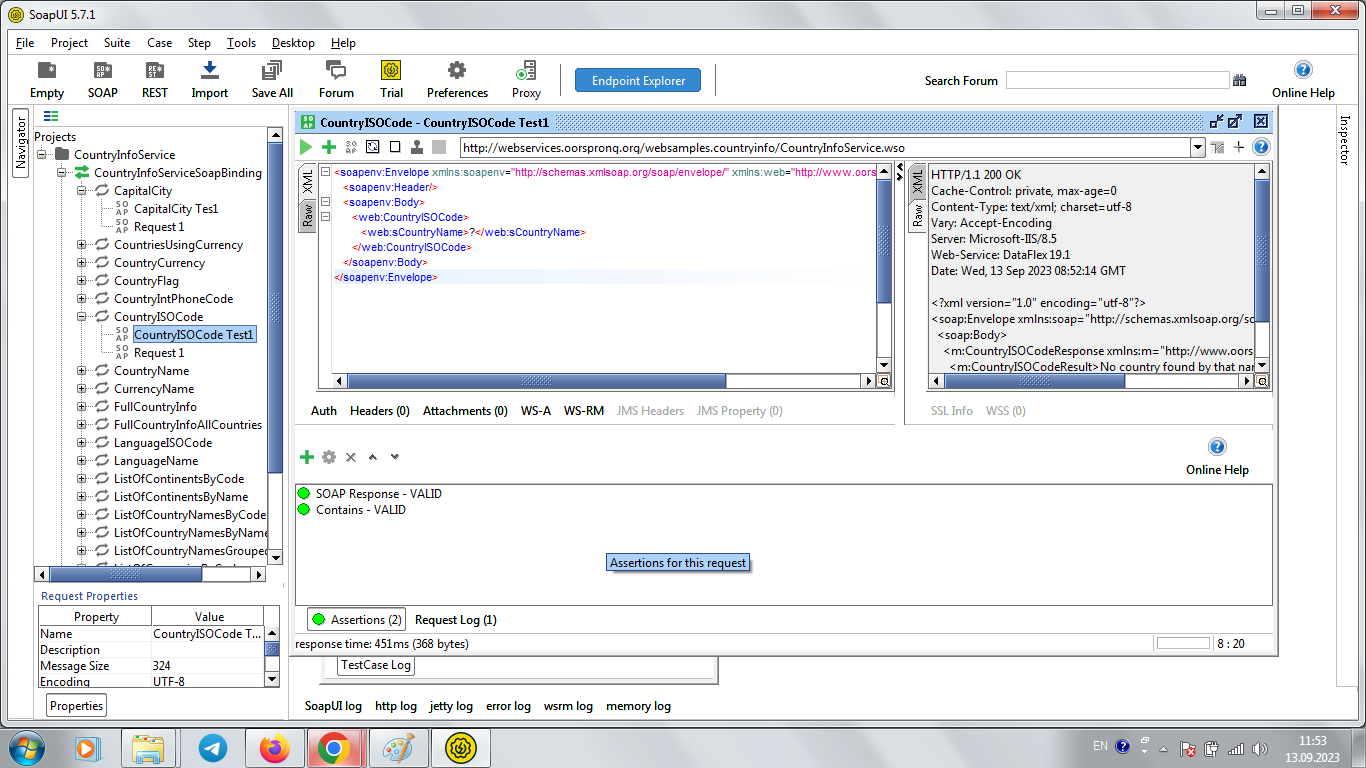 SoapUI 5.7.1
File Project Suite Case Step Tools Desktop Help
Empty SOAP REST Import Save All Forum Trial Preferences Proxy Endpoint Explorer Search Forum Online Help
Navigator
Projects
CountryInfoService
CountryInfoServiceSoapBinding
CapitalCity
CapitalCity Tes1
Request 1
CountriesUsingCurrency
CountryCurrency
CountryFlag
CountryIntPhoneCode
CountryISOCode
CountryISOCode Test1
Request 1
CountryName
CurrencyName
FullCountryInfo
FullCountryInfoAllCountries
LanguageISOCode
LanguageName
ListOfContinentsByCode
ListOfContinentsByName
ListOfCountryNamesByCode
ListOfCountryNamesByName
ListOfCountryNamesGrouped
Request Properties
Property Value
Name CountryISOCode T...
Description
Message Size 324
Encoding UTF-8
Properties
CountryISOCode - CountryISOCode Test1
http://webservices.oorsprong.org/websamples.countryinfo/CountryInfoService.wso
XML
Raw
<soapenv:Envelope xmlns:soapenv="http://schemas.xmlsoap.org/soap/envelope/" xmlns:web="http://www.oors
<soapenv:Header/>
<soapenv:Body>
<web:CountryISOCode>
<web:sCountryName>?</web:sCountryName>
</web:CountryISOCode>
</soapenv:Body>
</soapenv:Envelope>
Auth Headers (0) Attachments (0) WS-A WS-RM JMS Headers JMS Property (0)
XML
Raw
HTTP/1.1 200 OK
Cache-Control: private, max-age=0
Content-Type: text/xml; charset=utf-8
Vary: Accept-Encoding
Server: Microsoft-IIS/8.5
Web-Service: DataFlex 19.1
Date: Wed, 13 Sep 2023 08:52:14 GMT
<?xml version="1.0" encoding="utf-8"?>
<soap:Envelope xmlns:soap="http://schemas.xmlsoap.org/sc
<soap:Body>
<m:CountryISOCodeResponse xmlns:m="http://www.oors
<m:CountryISOCodeResult>No country found by that nar
SSL Info WSS (0)
Online Help
SOAP Response - VALID
Contains - VALID
Assertions for this request
Assertions (2) Request Log (1)
response time: 451ms (368 bytes) 8 : 20
TestCase Log
SoapUI log http log jetty log error log wsrm log memory log
Inspector
EN
11:53
13.09.2023